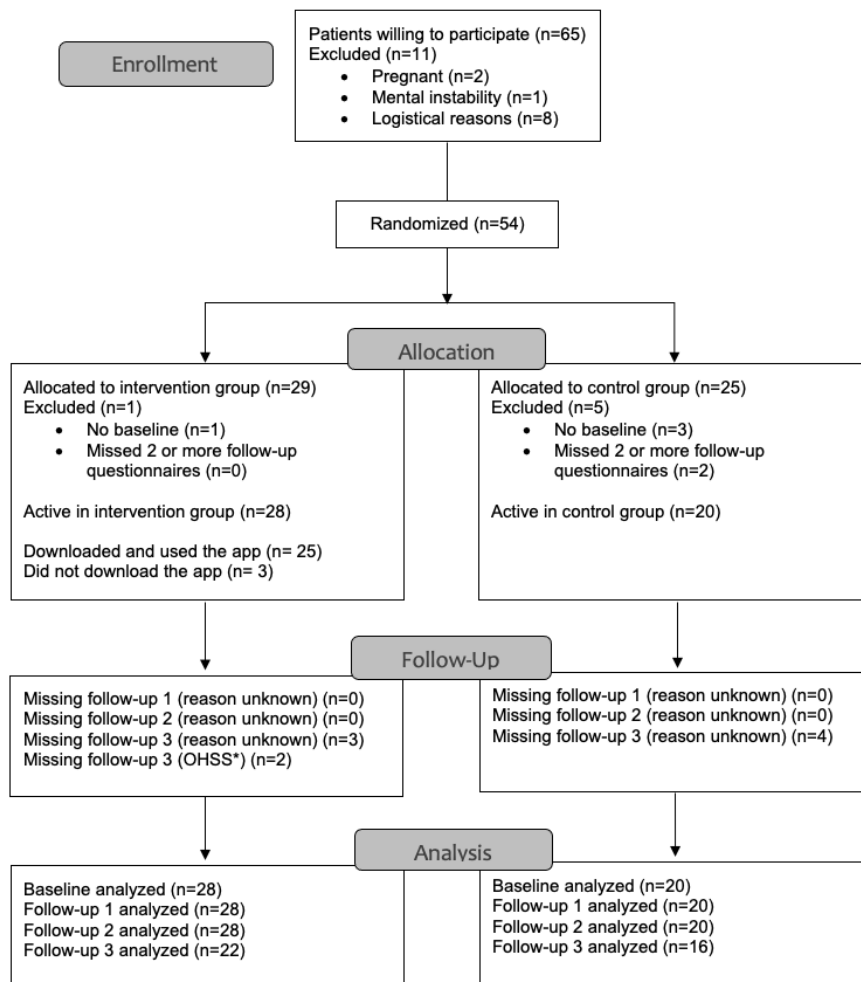 Enrollment
Patients willing to participate (n=65)
Excluded (n=11)
• Pregnant (n=2)
• Mental instability (n=1)
• Logistical reasons (n=8)
Randomized (n=54)
Allocation
Allocated to intervention group (n=29)
Excluded (n=1)
• No baseline (n=1)
• Missed 2 or more follow-up
questionnaires (n=0)
Active in intervention group (n=28)
Downloaded and used the app (n= 25)
Did not download the app (n= 3)
Allocated to control group (n=25)
Excluded (n=5)
• No baseline (n=3)
• Missed 2 or more follow-up
questionnaires (n=2)
Active in control group (n=20)
Follow-Up
Missing follow-up 1 (reason unknown) (n=0)
Missing follow-up 2 (reason unknown) (n=0)
Missing follow-up 3 (reason unknown) (n=3)
Missing follow-up 3 (OHSS*) (n=2)
Missing follow-up 1 (reason unknown) (n=0)
Missing follow-up 2 (reason unknown) (n=0)
Missing follow-up 3 (reason unknown) (n=4)
Analysis
Baseline analyzed (n=28)
Follow-up 1 analyzed (n=28)
Follow-up 2 analyzed (n=28)
Follow-up 3 analyzed (n=22)
Baseline analyzed (n=20)
Follow-up 1 analyzed (n=20)
Follow-up 2 analyzed (n=20)
Follow-up 3 analyzed (n=16)